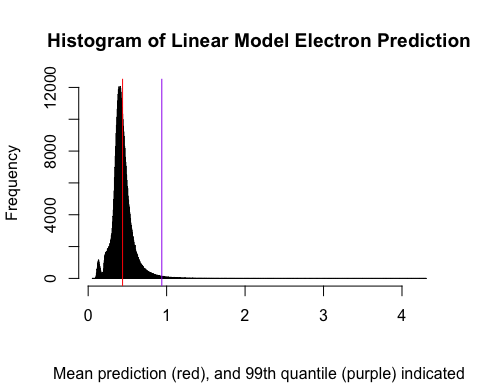 Histogram of Linear Model Electron Prediction
Frequency
12000
8000
4000
0
0 1 2 3 4
Mean prediction (red), and 99th quantile (purple) indicated